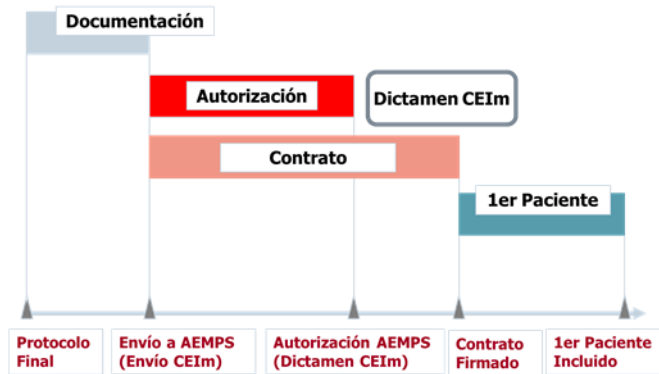 Documentación
Autorización
Dictamen CEIm
Contrato
1er Paciente
Protocolo
Final
Envío a AEMPS
(Envío CEIm)
Autorización AEMPS
(Dictamen CEIm)
Contrato
Firmado
1er Paciente
Incluido